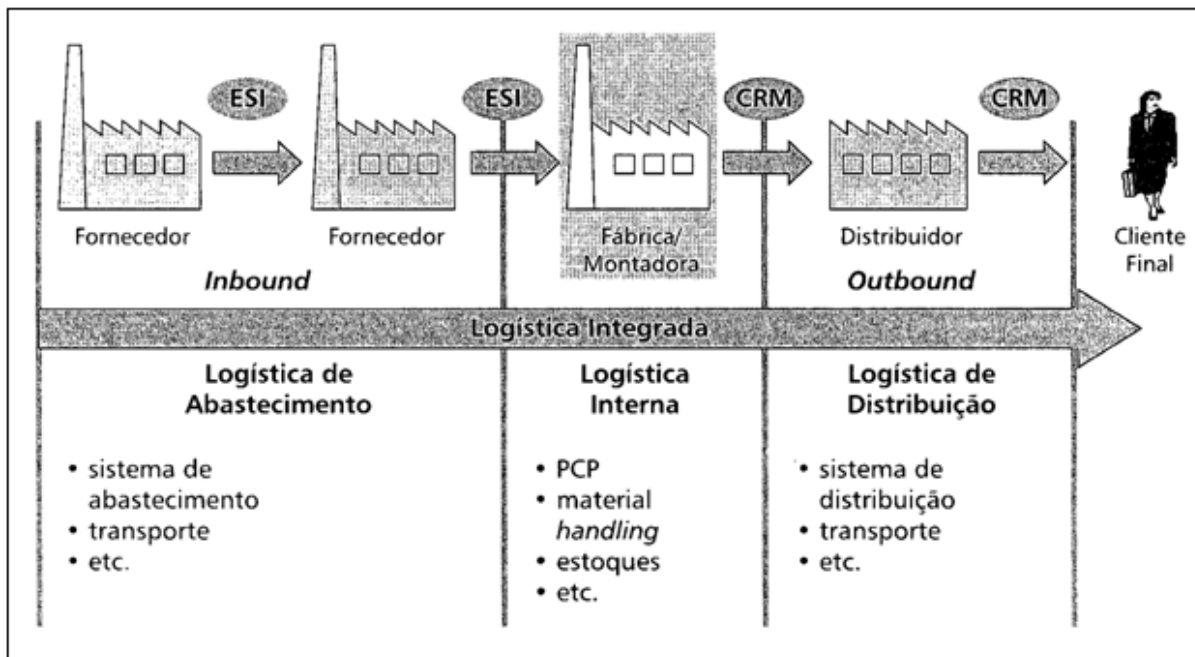 ESI
ESI
CRM
CRM
Fornecedor
Fornecedor
Fábrica/
Montadora
Distribuidor
Cliente
Final
Inbound
Outbound
Logística Integrada
Logística de
Abastecimento
Logística
Interna
Logística de
Distribuição
• sistema de
abastecimento
• transporte
• etc.
• PCP
• material
handling
• estoques
• etc.
• sistema de
distribuição
• transporte
• etc.